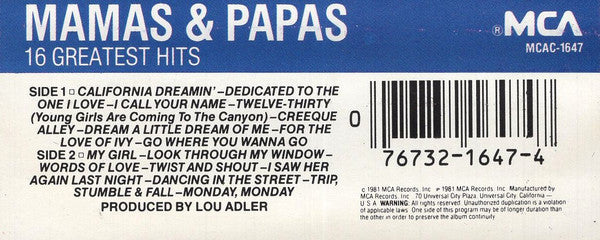 MAMAS & PAPAS
16 GREATEST HITS
®MCA
MCAC-1647
SIDE 1 □ CALIFORNIA DREAMIN'–DEDICATED TO THE
ONE I LOVE–I CALL YOUR NAME–TWELVE-THIRTY
(Young Girls Are Coming To The Canyon)–CREEQUE
ALLEY–DREAM A LITTLE DREAM OF ME–FOR THE
LOVE OF IVY–GO WHERE YOU WANNA GO
SIDE 2 □ MY GIRL–LOOK THROUGH MY WINDOW–
WORDS OF LOVE–TWIST AND SHOUT–I SAW HER
AGAIN LAST NIGHT–DANCING IN THE STREET–TRIP,
STUMBLE & FALL–MONDAY, MONDAY
PRODUCED BY LOU ADLER
0 76732-1647-4
© 1981 MCA Records, Inc. ℗ 1981 MCA Records, Inc. Manufactured by
MCA Records, Inc. 70 Universal City Plaza, Universal City, California—
U S A WARNING: All rights reserved. Unauthorized duplication is a violation
of applicable laws. One side of this program may be of longer duration than
the other in order to preserve the album continuity